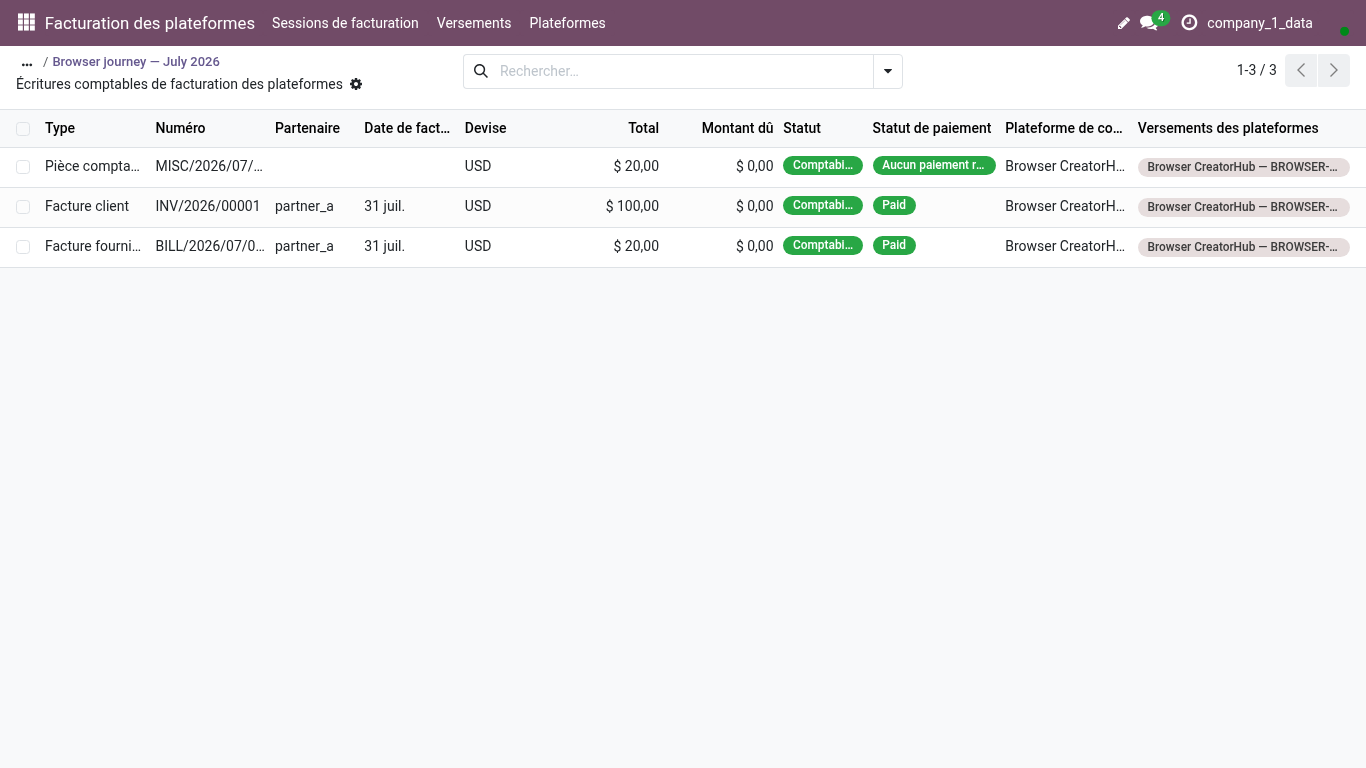 Facturation des plateformes Sessions de facturation Versements Plateformes 4 company_1_data
... / Browser journey — July 2026
Écritures comptables de facturation des plateformes
Rechercher...
1-3 / 3
Type Numéro Partenaire Date de fact... Devise Total Montant dû Statut Statut de paiement Plateforme de co... Versements des plateformes
Pièce compta... MISC/2026/07/... USD $ 20,00 $ 0,00 Comptabi... Aucun paiement r... Browser CreatorH... Browser CreatorHub — BROWSER-...
Facture client INV/2026/00001 partner_a 31 juil. USD $ 100,00 $ 0,00 Comptabi... Paid Browser CreatorH... Browser CreatorHub — BROWSER-...
Facture fourni... BILL/2026/07/0... partner_a 31 juil. USD $ 20,00 $ 0,00 Comptabi... Paid Browser CreatorH... Browser CreatorHub — BROWSER-...